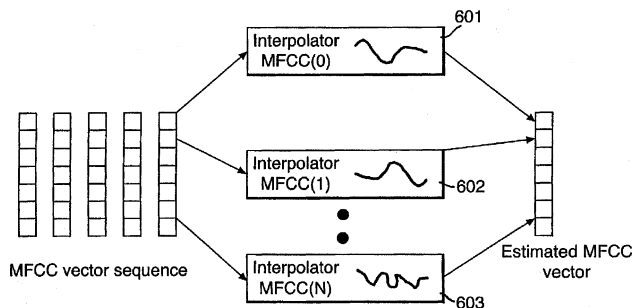 601
Interpolator
MFCC(0)
Interpolator
MFCC(1)
602
MFCC vector sequence
Interpolator
MFCC(N)
603
Estimated MFCC
vector